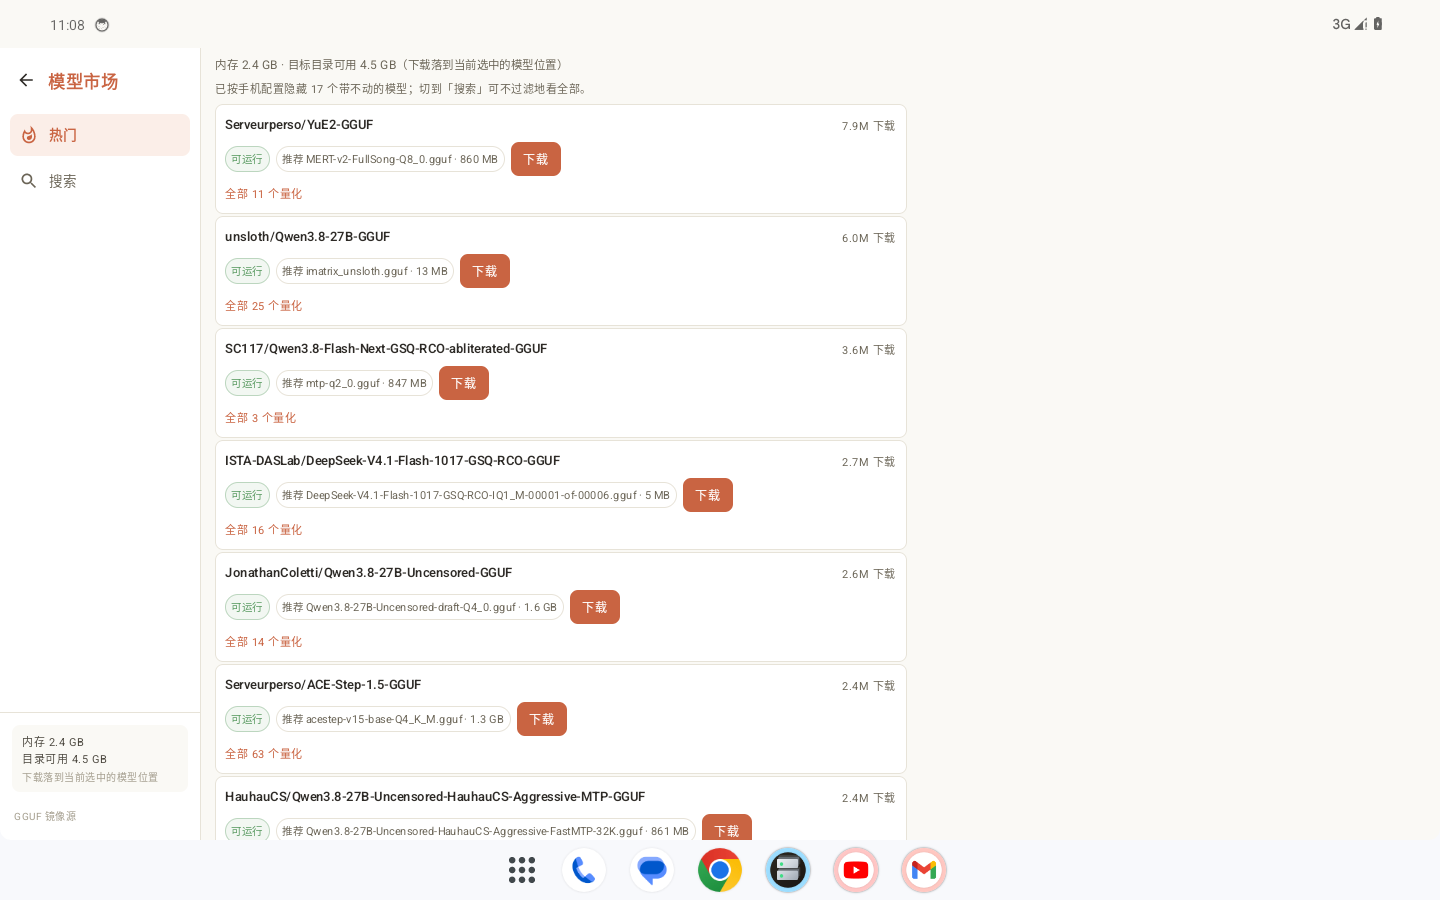 11:08
3G
模型市场
热门
搜索
内存 2.4 GB · 目标目录可用 4.5 GB（下载落到当前选中的模型位置）
已按手机配置隐藏 17 个带不动的模型；切到「搜索」可不过滤地看全部。
Serveurperso/YuE2-GGUF
7.9M 下载
可运行
推荐 MERT-v2-FullSong-Q8_0.gguf · 860 MB
下载
全部 11 个量化
unsloth/Qwen3.8-27B-GGUF
6.0M 下载
可运行
推荐 imatrix_unsloth.gguf · 13 MB
下载
全部 25 个量化
SC117/Qwen3.8-Flash-Next-GSQ-RCO-abliterated-GGUF
3.6M 下载
可运行
推荐 mtp-q2_0.gguf · 847 MB
下载
全部 3 个量化
ISTA-DASLab/DeepSeek-V4.1-Flash-1017-GSQ-RCO-GGUF
2.7M 下载
可运行
推荐 DeepSeek-V4.1-Flash-1017-GSQ-RCO-IQ1_M-00001-of-00006.gguf · 5 MB
下载
全部 16 个量化
JonathanColetti/Qwen3.8-27B-Uncensored-GGUF
2.6M 下载
可运行
推荐 Qwen3.8-27B-Uncensored-draft-Q4_0.gguf · 1.6 GB
下载
全部 14 个量化
Serveurperso/ACE-Step-1.5-GGUF
2.4M 下载
可运行
推荐 acestep-v15-base-Q4_K_M.gguf · 1.3 GB
下载
全部 63 个量化
HauhauCS/Qwen3.8-27B-Uncensored-HauhauCS-Aggressive-MTP-GGUF
2.4M 下载
可运行
推荐 Qwen3.8-27B-Uncensored-HauhauCS-Aggressive-FastMTP-32K.gguf · 861 MB
下载
内存 2.4 GB
目录可用 4.5 GB
下载落到当前选中的模型位置
GGUF 镜像源